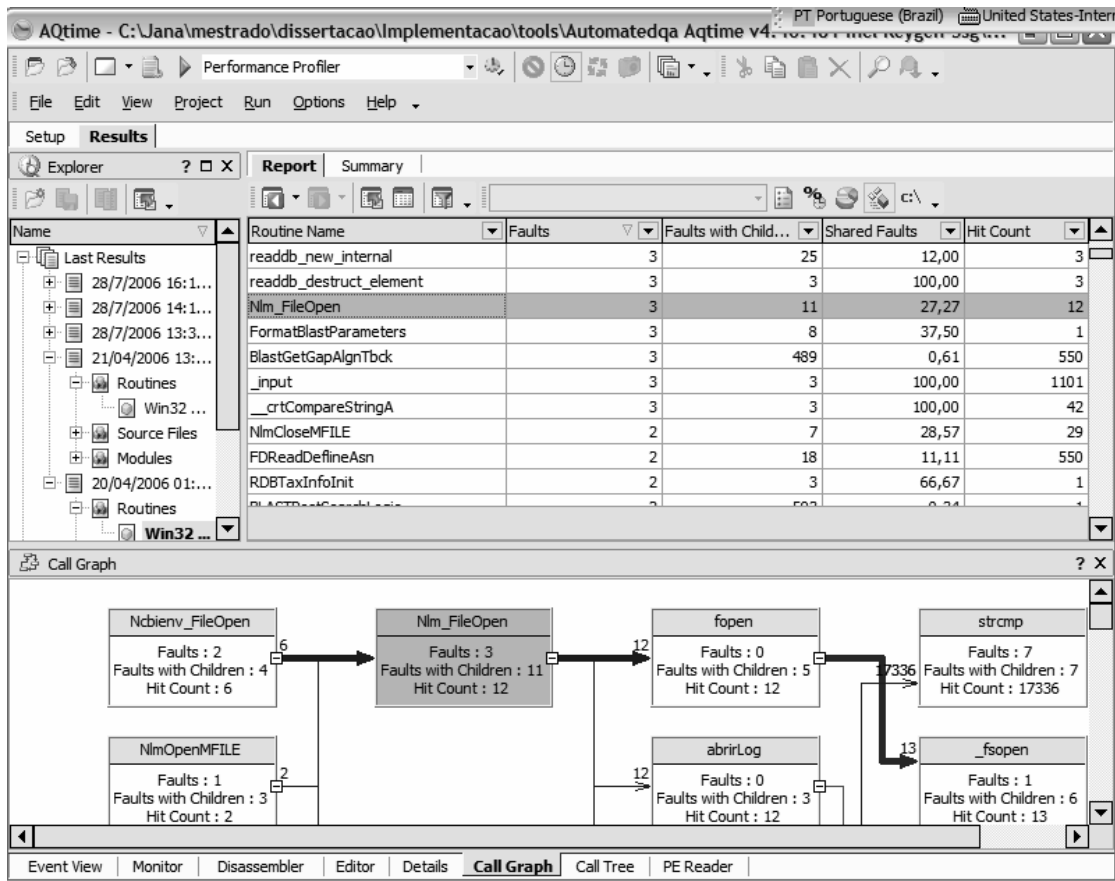 PT Portuguese (Brazil) United States-Inter
AQtime - C:\Jana\mestrado\dissertacao\Implementacao\tools\Automatedqa Aqtime v4.
Performance Profiler
File Edit View Project Run Options Help
Setup Results
Explorer ? X
Report Summary
c:\
Name
Routine Name Faults Faults with Child... Shared Faults Hit Count
Last Results
28/7/2006 16:1...
28/7/2006 14:1...
28/7/2006 13:3...
21/04/2006 13:...
Routines
Win32 ...
Source Files
Modules
20/04/2006 01:...
Routines
Win32 ...
readdb_new_internal 3 25 12,00 3
readdb_destruct_element 3 3 100,00 3
Nlm_FileOpen 3 11 27,27 12
FormatBlastParameters 3 8 37,50 1
BlastGetGapAlgnTbck 3 489 0,61 550
_input 3 3 100,00 1101
__crtCompareStringA 3 3 100,00 42
NlmCloseMFILE 2 7 28,57 29
FDReadDeflineAsn 2 18 11,11 550
RDBTaxInfoInit 2 3 66,67 1
Call Graph ? X
Ncbienv_FileOpen
Faults : 2
Faults with Children : 4
Hit Count : 6
6
Nlm_FileOpen
Faults : 3
Faults with Children : 11
Hit Count : 12
12
fopen
Faults : 0
Faults with Children : 5
Hit Count : 12
17336
strcmp
Faults : 7
Faults with Children : 7
Hit Count : 17336
NlmOpenMFILE
Faults : 1
Faults with Children : 3
Hit Count : 2
2
12
abrirLog
Faults : 0
Faults with Children : 3
Hit Count : 12
13
_fsopen
Faults : 1
Faults with Children : 6
Hit Count : 13
Event View Monitor Disassembler Editor Details Call Graph Call Tree PE Reader